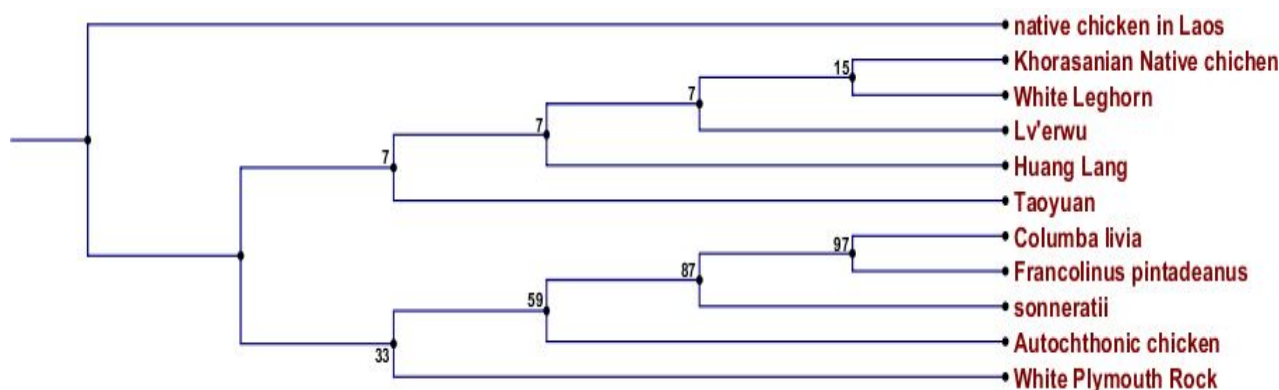 native chicken in Laos
15
Khorasanian Native chichen
7
White Leghorn
7
Lv'erwu
7
Huang Lang
Taoyuan
97
Columba livia
87
Francolinus pintadeanus
59
sonneratii
33
Autochthonic chicken
White Plymouth Rock